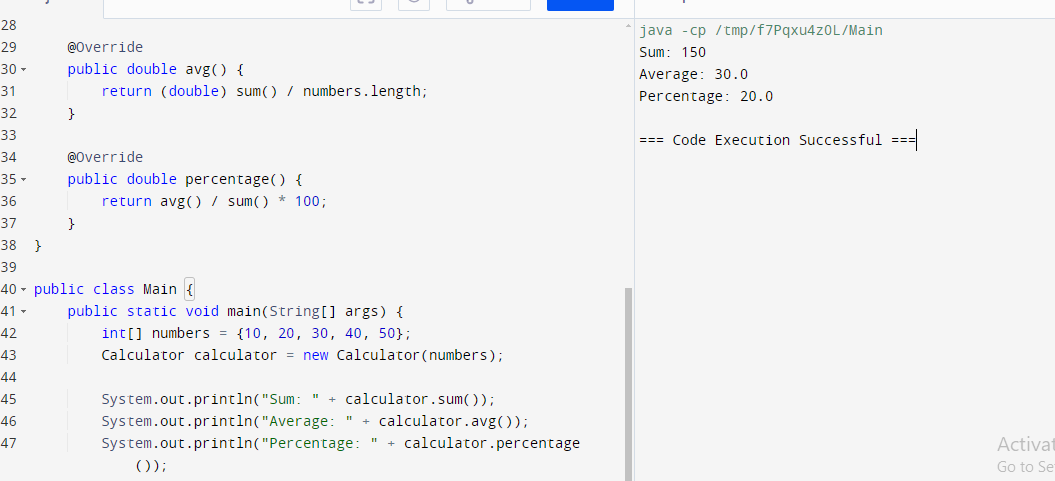 28
29 @Override
30 public double avg() {
31 return (double) sum() / numbers.length;
32 }
33
34 @Override
35 public double percentage() {
36 return avg() / sum() * 100;
37 }
38 }
39
40 public class Main {
41 public static void main(String[] args) {
42 int[] numbers = {10, 20, 30, 40, 50};
43 Calculator calculator = new Calculator(numbers);
44
45 System.out.println("Sum: " + calculator.sum());
46 System.out.println("Average: " + calculator.avg());
47 System.out.println("Percentage: " + calculator.percentage
());
java -cp /tmp/f7Pqxu4z0L/Main
Sum: 150
Average: 30.0
Percentage: 20.0
=== Code Execution Successful ===
Activat
Go to Se